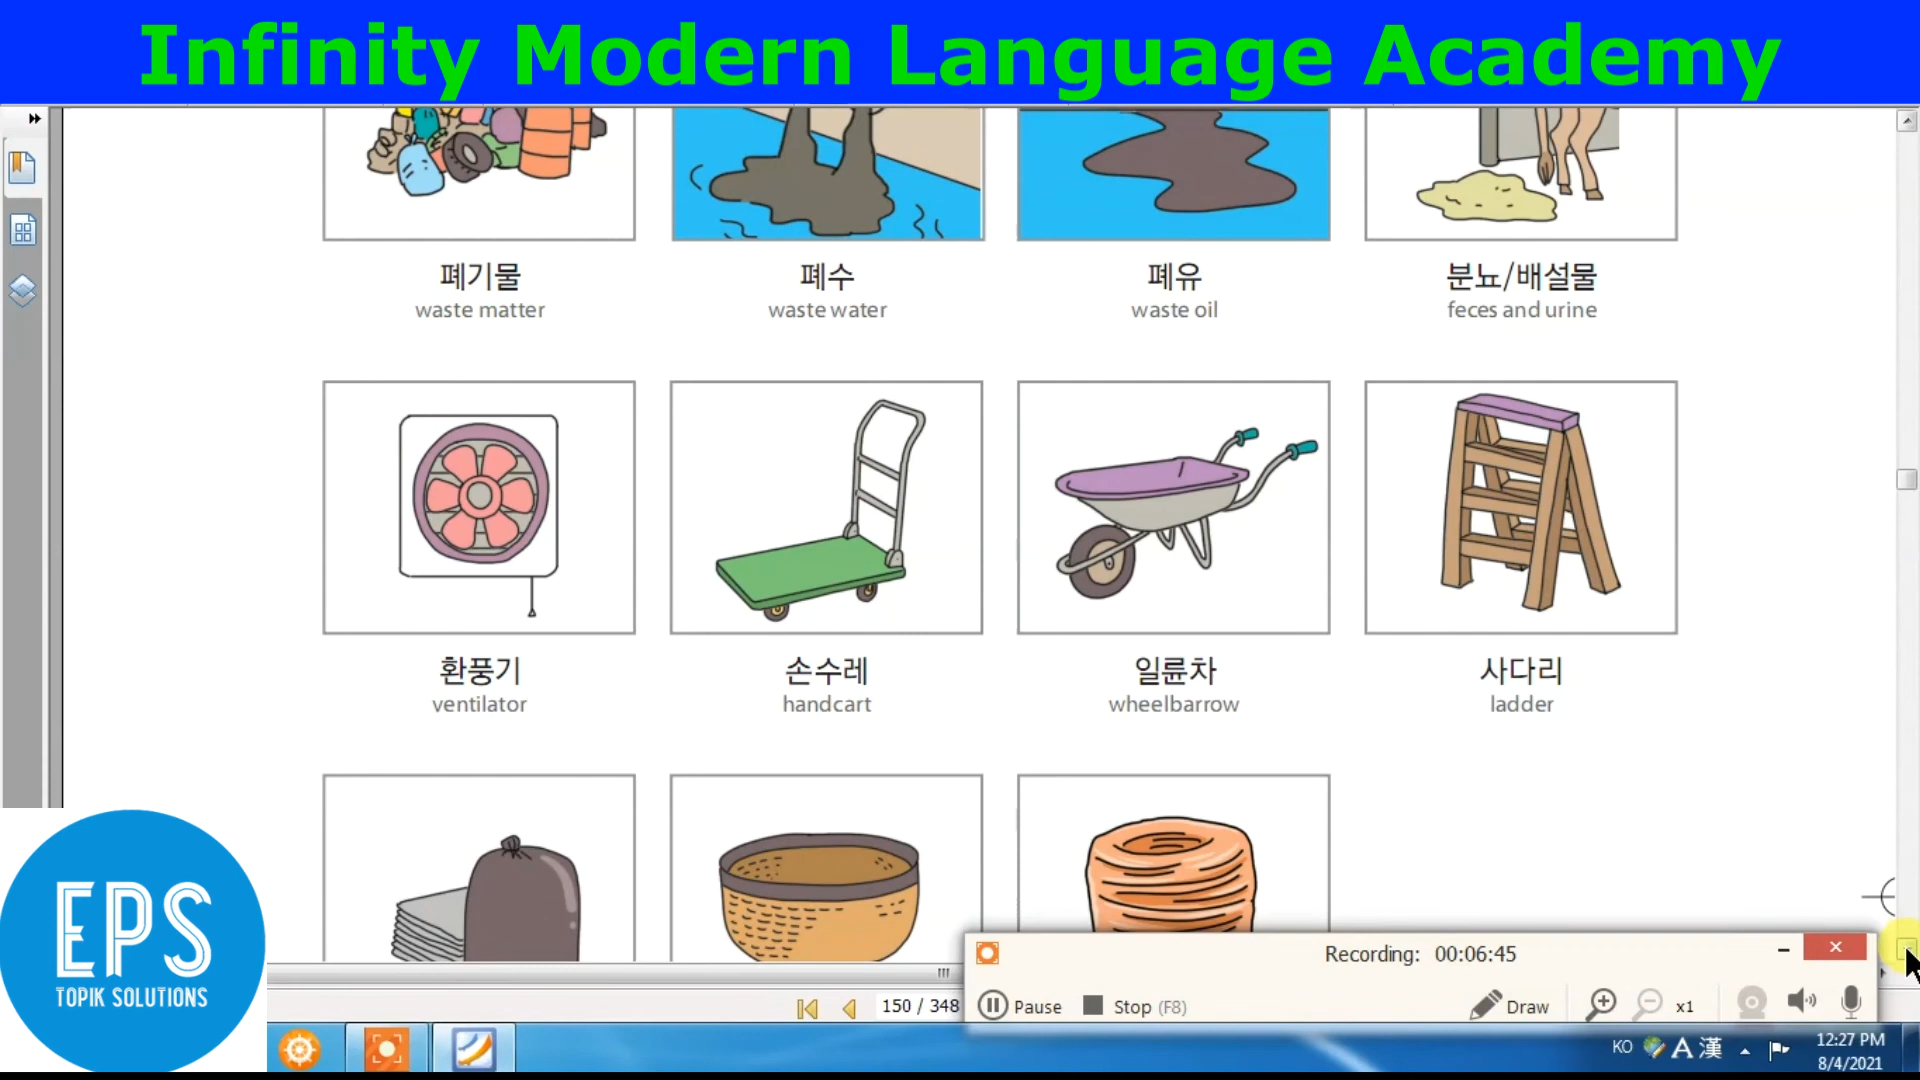 Infinity Modern Language Academy
폐기물 폐수 폐유 분뇨/배설물
waste matter waste water waste oil feces and urine
환풍기 손수레 일륜차 사다리
ventilator handcart wheelbarrow ladder
EPS
TOPIK SOLUTIONS
Recording: 00:06:45
150 / 348
Pause Stop (F8) Draw x1
KO A 漢 12:27 PM
8/4/2021